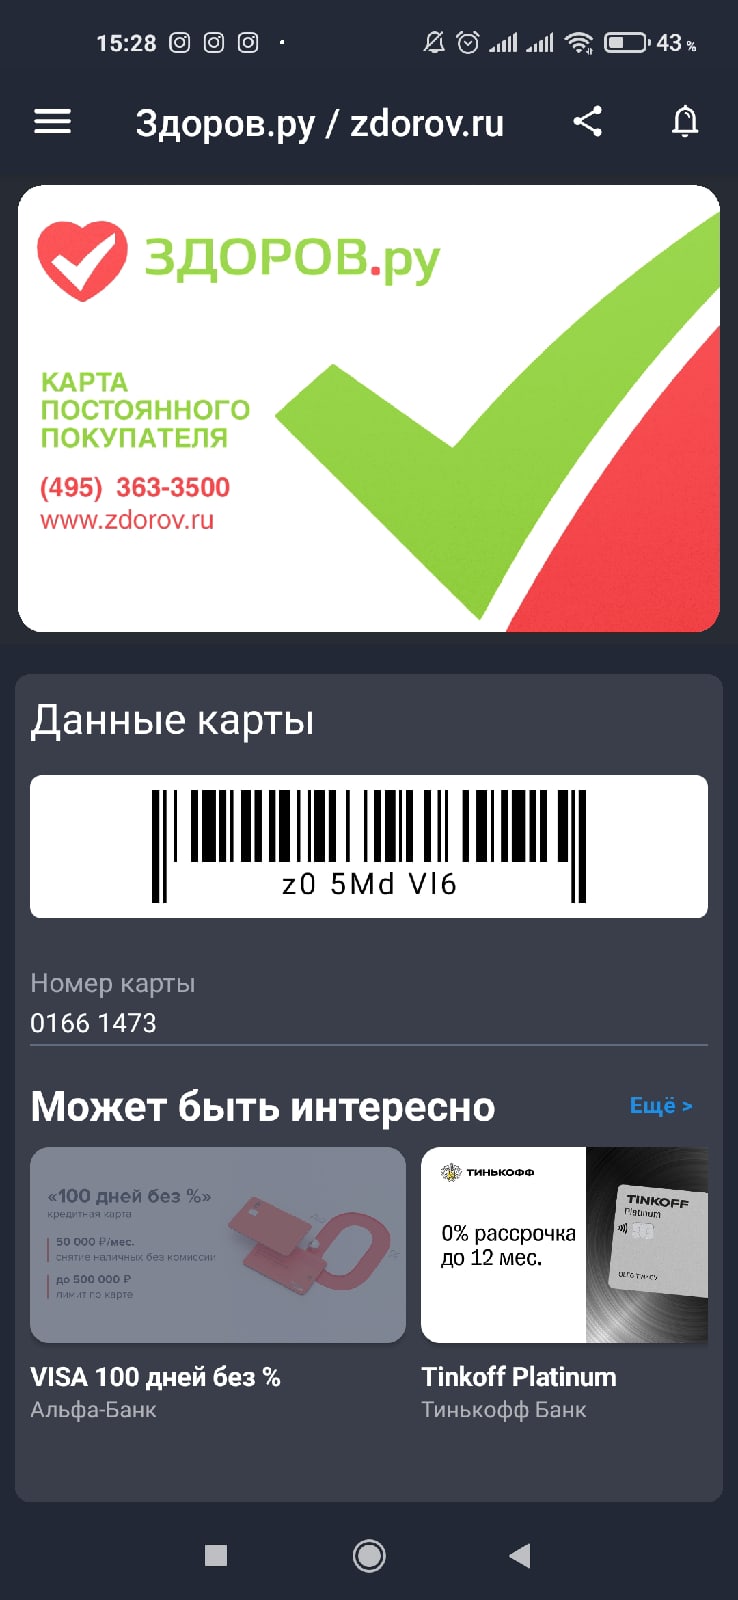 15:28
43 %
Здоров.ру / zdorov.ru
ЗДОРОВ.ру
КАРТА
ПОСТОЯННОГО
ПОКУПАТЕЛЯ
(495) 363-3500
www.zdorov.ru
Данные карты
z0 5Md Vl6
Номер карты
0166 1473
Может быть интересно
Ещё >
«100 дней без %»
кредитная карта
50 000 ₽/мес.
снятие наличных без комиссии
до 500 000 ₽
лимит по карте
ТИНЬКОФФ
0% рассрочка
до 12 мес.
TINKOFF
Platinum
VISA 100 дней без %
Альфа-Банк
Tinkoff Platinum
Тинькофф Банк